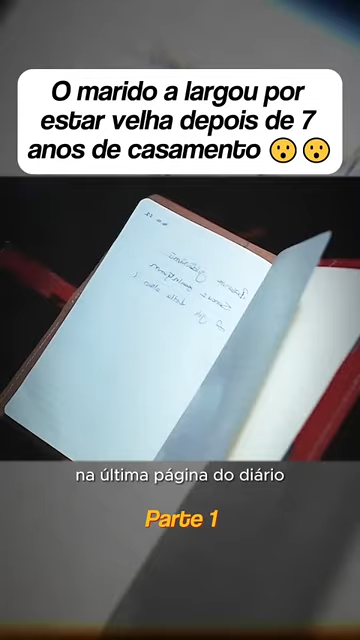 O marido a largou por
estar velha depois de 7
anos de casamento 😮😮
na última página do diário
Parte 1